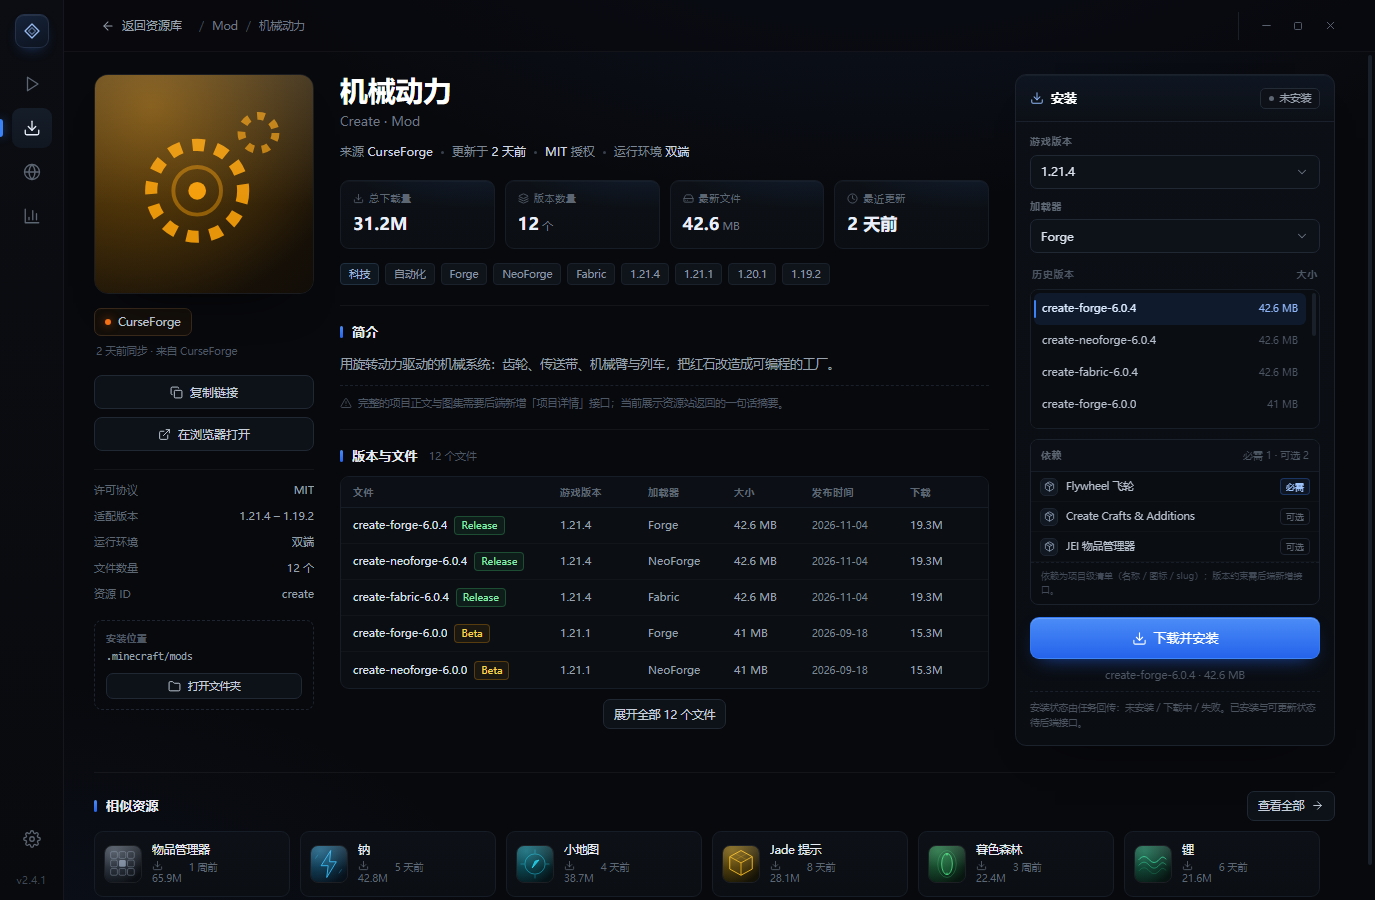 返回资源库 / Mod / 机械动力
机械动力
Create · Mod
来源 CurseForge · 更新于 2 天前 · MIT 授权 · 运行环境 双端
总下载量
31.2M
版本数量
12 个
最新文件
42.6 MB
最近更新
2 天前
科技 自动化 Forge NeoForge Fabric 1.21.4 1.21.1 1.20.1 1.19.2
CurseForge
2 天前同步 · 来自 CurseForge
复制链接
在浏览器打开
许可协议 MIT
适配版本 1.21.4 – 1.19.2
运行环境 双端
文件数量 12 个
资源 ID create
安装位置
.minecraft/mods
打开文件夹
简介
用旋转动力驱动的机械系统：齿轮、传送带、机械臂与列车，把红石改造成可编程的工厂。
完整的项目正文与图集需要后端新增「项目详情」接口；当前展示资源站返回的一句话摘要。
版本与文件 12 个文件
文件 游戏版本 加载器 大小 发布时间 下载
create-forge-6.0.4 Release 1.21.4 Forge 42.6 MB 2026-11-04 19.3M
create-neoforge-6.0.4 Release 1.21.4 NeoForge 42.6 MB 2026-11-04 19.3M
create-fabric-6.0.4 Release 1.21.4 Fabric 42.6 MB 2026-11-04 19.3M
create-forge-6.0.0 Beta 1.21.1 Forge 41 MB 2026-09-18 15.3M
create-neoforge-6.0.0 Beta 1.21.1 NeoForge 41 MB 2026-09-18 15.3M
展开全部 12 个文件
安装 未安装
游戏版本
1.21.4
加载器
Forge
历史版本 大小
create-forge-6.0.4 42.6 MB
create-neoforge-6.0.4 42.6 MB
create-fabric-6.0.4 42.6 MB
create-forge-6.0.0 41 MB
依赖 必需 1 · 可选 2
Flywheel 飞轮 必需
Create Crafts & Additions 可选
JEI 物品管理器 可选
依赖为项目级清单（名称 / 图标 / slug）；版本约束需后端新增接
口。
下载并安装
create-forge-6.0.4 · 42.6 MB
安装状态由任务回传：未安装 / 下载中 / 失败。已安装与可更新状态
待后端接口。
相似资源 查看全部
物品管理器
1 周前
65.9M
钠
5 天前
42.8M
小地图
4 天前
38.7M
Jade 提示
8 天前
28.1M
暮色森林
3 周前
22.4M
锂
6 天前
21.6M
v2.4.1